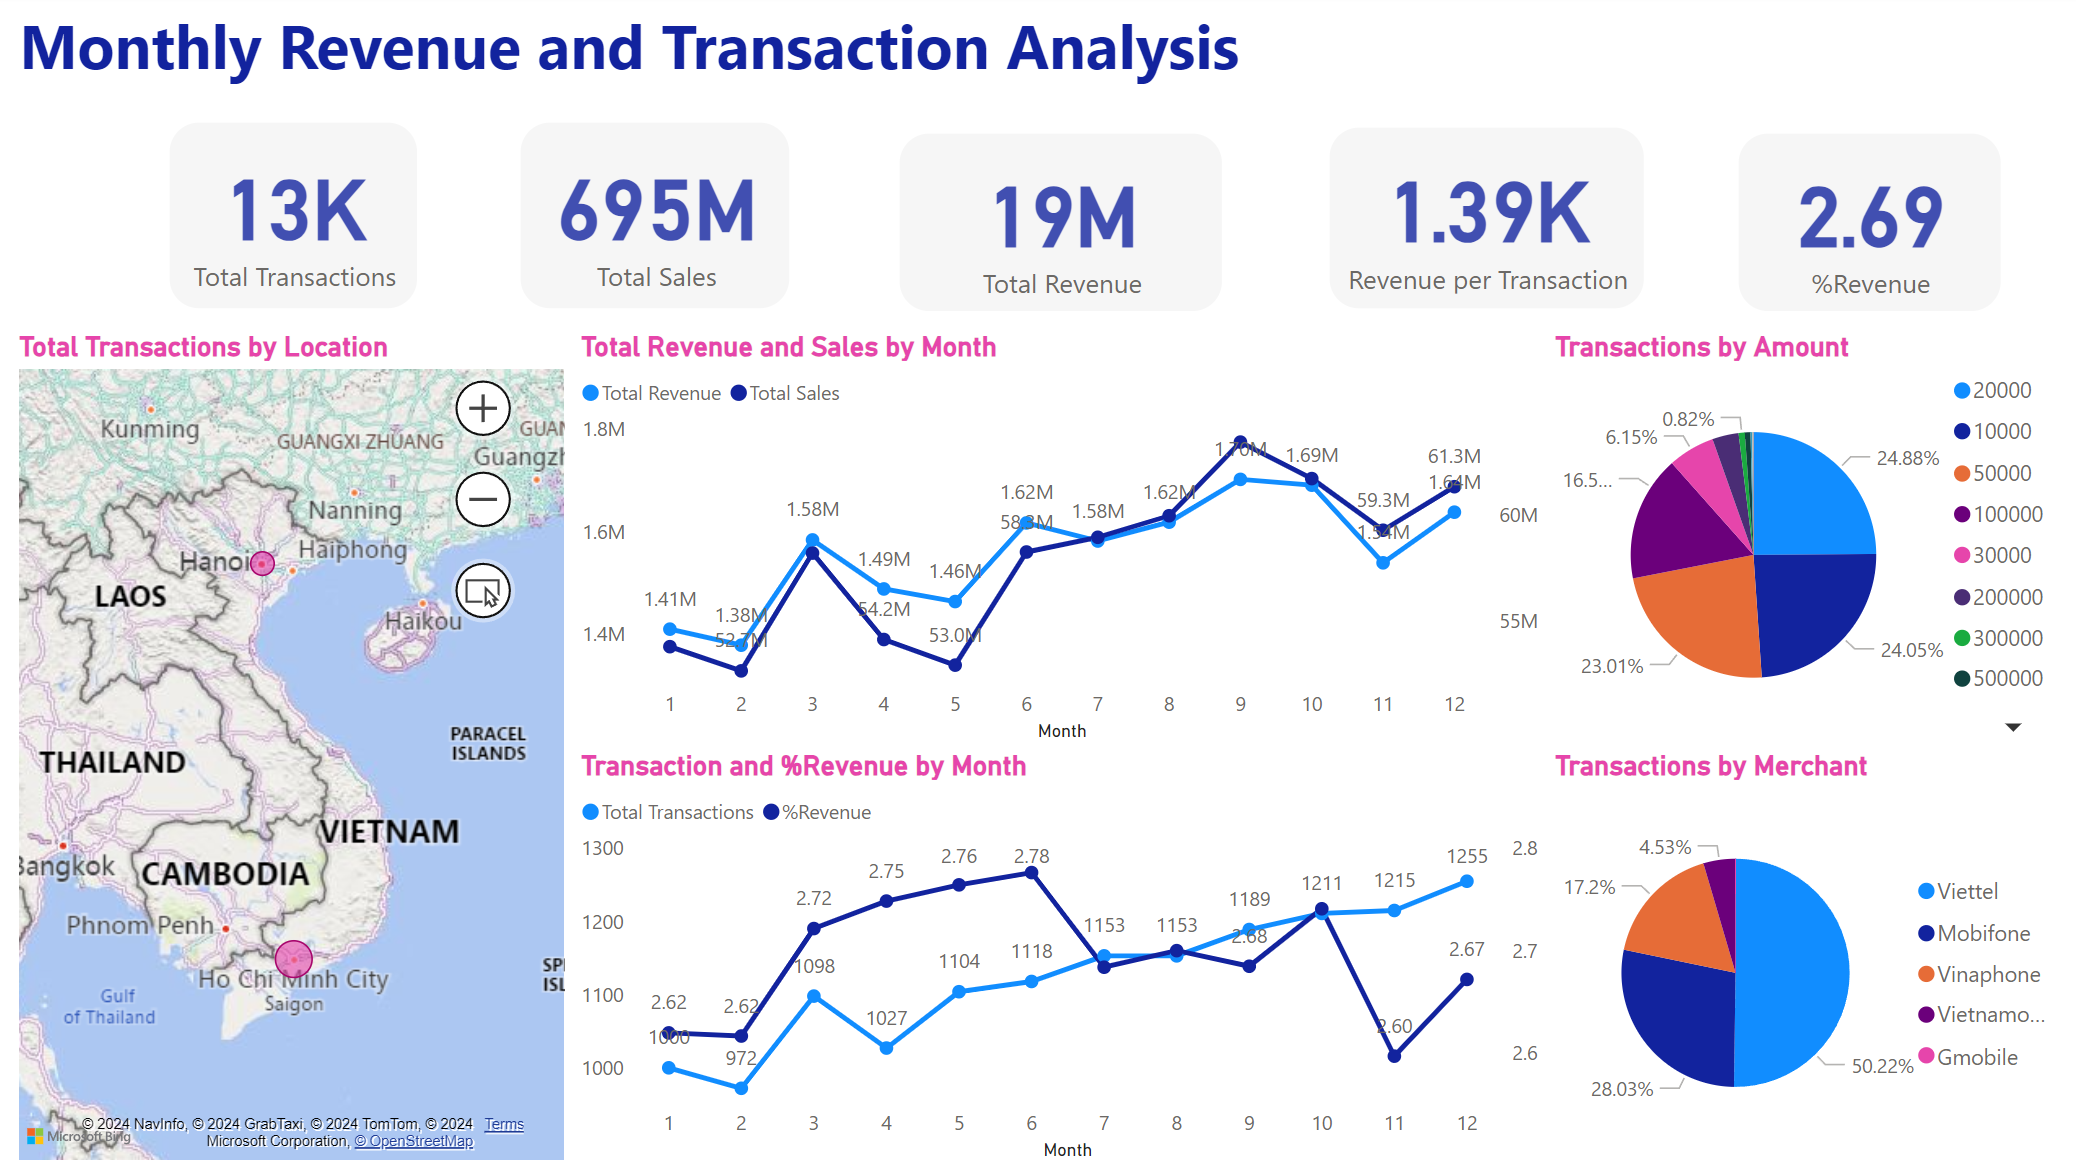 Monthly Revenue and Transaction Analysis
13K
Total Transactions
695M
Total Sales
19M
Total Revenue
1.39K
Revenue per Transaction
2.69
%Revenue
Total Transactions by Location
Kunming
GUANGXI ZHUANG
GUAN
Guangzh
Nanning
Hanoi
Haiphong
LAOS
Haikou
PARACEL
ISLANDS
THAILAND
VIETNAM
Bangkok
CAMBODIA
Phnom Penh
Ho Chi Minh City
Saigon
SP
ISL
Gulf
of Thailand
© 2024 NavInfo, © 2024 GrabTaxi, © 2024 TomTom, © 2024 Terms
Microsoft Bing
Microsoft Corporation, © OpenStreetMap
Total Revenue and Sales by Month
Total Revenue Total Sales
1.8M
1.6M
1.4M
60M
55M
1.41M
1.38M
52.7M
1.58M
1.49M
54.2M
1.46M
53.0M
1.62M
58.3M
1.58M
1.62M
1.70M
1.69M
59.3M
1.54M
61.3M
1.64M
1 2 3 4 5 6 7 8 9 10 11 12
Month
Transaction and %Revenue by Month
Total Transactions %Revenue
1300
1200
1100
1000
2.8
2.7
2.6
2.62
1000
2.62
972
2.72
1098
2.75
1027
2.76
1104
2.78
1118
1153
1153
1189
2.68
1211
1215
2.60
1255
2.67
1 2 3 4 5 6 7 8 9 10 11 12
Month
Transactions by Amount
0.82%
6.15%
16.5...
23.01%
24.88%
24.05%
20000
10000
50000
100000
30000
200000
300000
500000
Transactions by Merchant
4.53%
17.2%
28.03%
50.22%
Viettel
Mobifone
Vinaphone
Vietnamo...
Gmobile